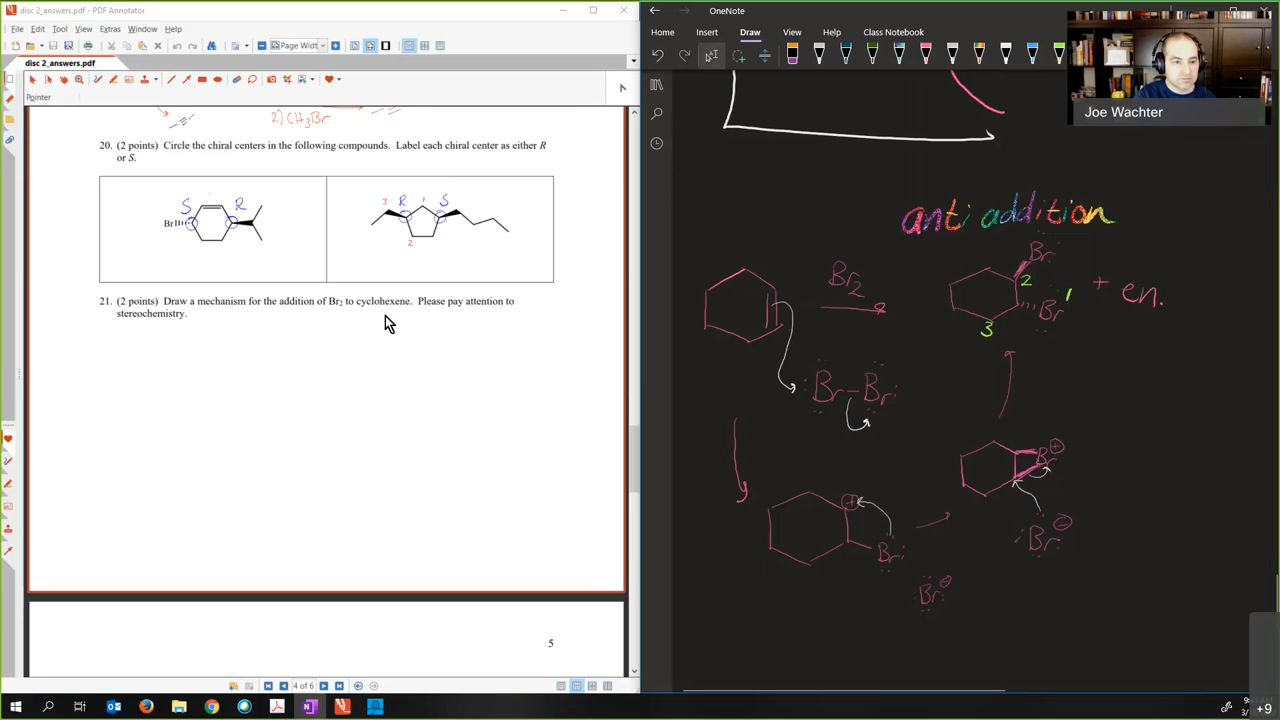 disc 2_answers.pdf - PDF Annotator
File Edit Tool View Extras Window Help
Page Widt
disc 2_answers.pdf
Pointer
2) CH3Br
20. (2 points) Circle the chiral centers in the following compounds. Label each chiral center as either R
or S.
S R
Br
3 R 1 S
2
21. (2 points) Draw a mechanism for the addition of Br2 to cyclohexene. Please pay attention to
stereochemistry.
5
4 of 6
OneNote
Home Insert Draw View Help Class Notebook
Joe Wachter
anti addition
Br2
Br
2
Br 1
3
+ en.
Br-Br
Br ⊕
⊕
Br
Br ⊖
Br ⊖
+9